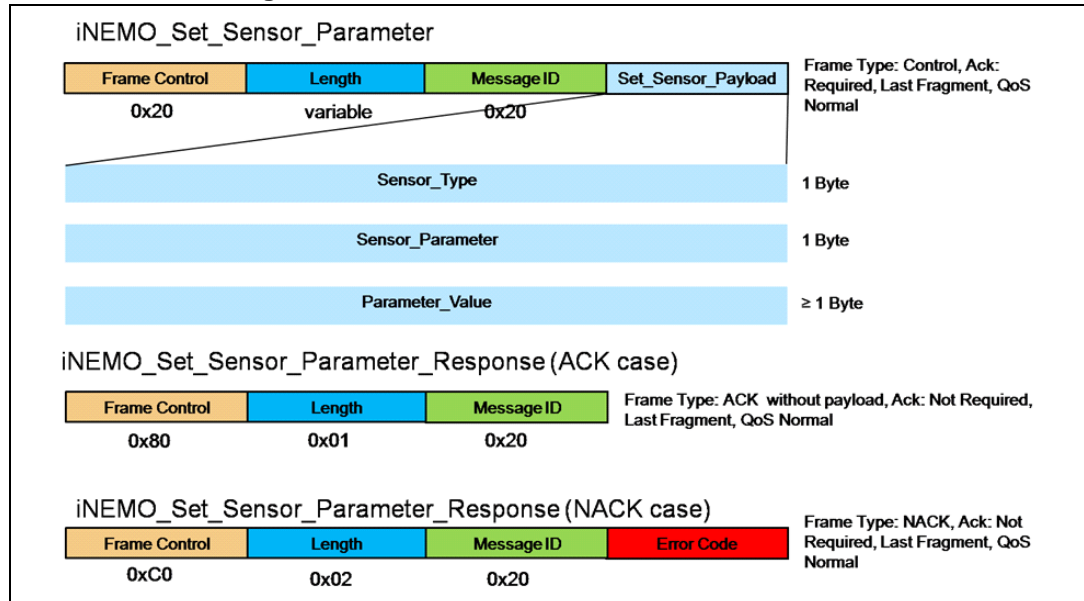 iNEMO_Set_Sensor_Parameter
Frame Control Length Message ID Set_Sensor_Payload
0x20 variable 0x20
Frame Type: Control, Ack:
Required, Last Fragment, QoS
Normal
Sensor_Type 1 Byte
Sensor_Parameter 1 Byte
Parameter_Value ≥ 1 Byte
iNEMO_Set_Sensor_Parameter_Response (ACK case)
Frame Control Length Message ID
0x80 0x01 0x20
Frame Type: ACK without payload, Ack: Not Required,
Last Fragment, QoS Normal
iNEMO_Set_Sensor_Parameter_Response (NACK case)
Frame Control Length Message ID Error Code
0xC0 0x02 0x20
Frame Type: NACK, Ack: Not
Required, Last Fragment, QoS
Normal